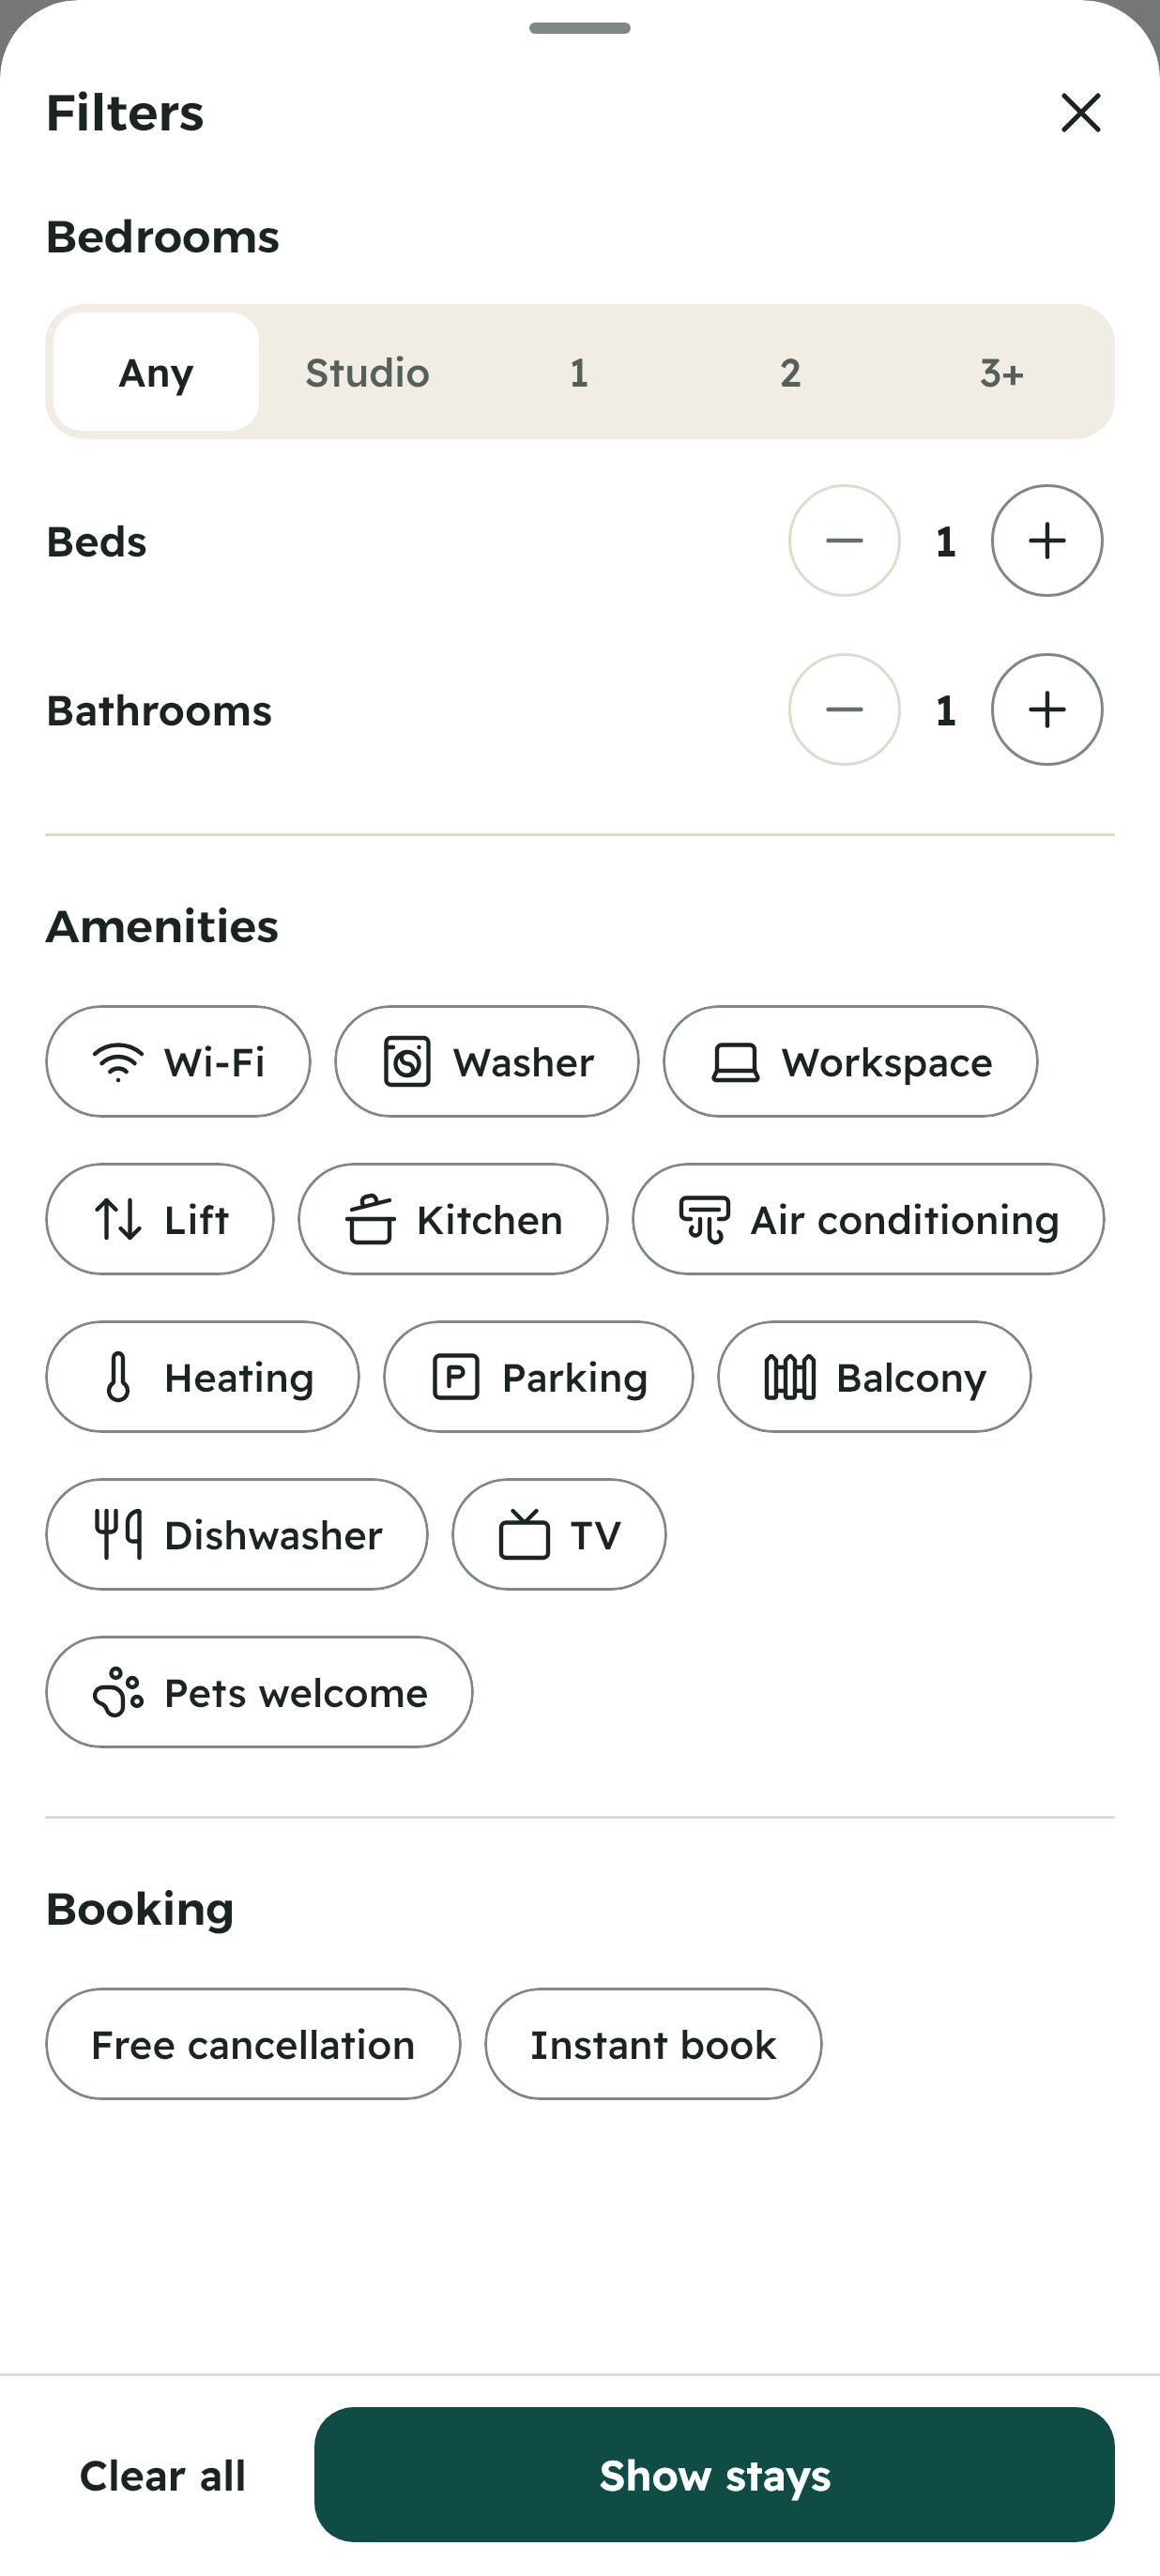 Filters
Bedrooms
Any Studio 1 2 3+
Beds 1
Bathrooms 1
Amenities
Wi-Fi Washer Workspace
Lift Kitchen Air conditioning
Heating P Parking Balcony
Dishwasher TV
Pets welcome
Booking
Free cancellation Instant book
Clear all Show stays